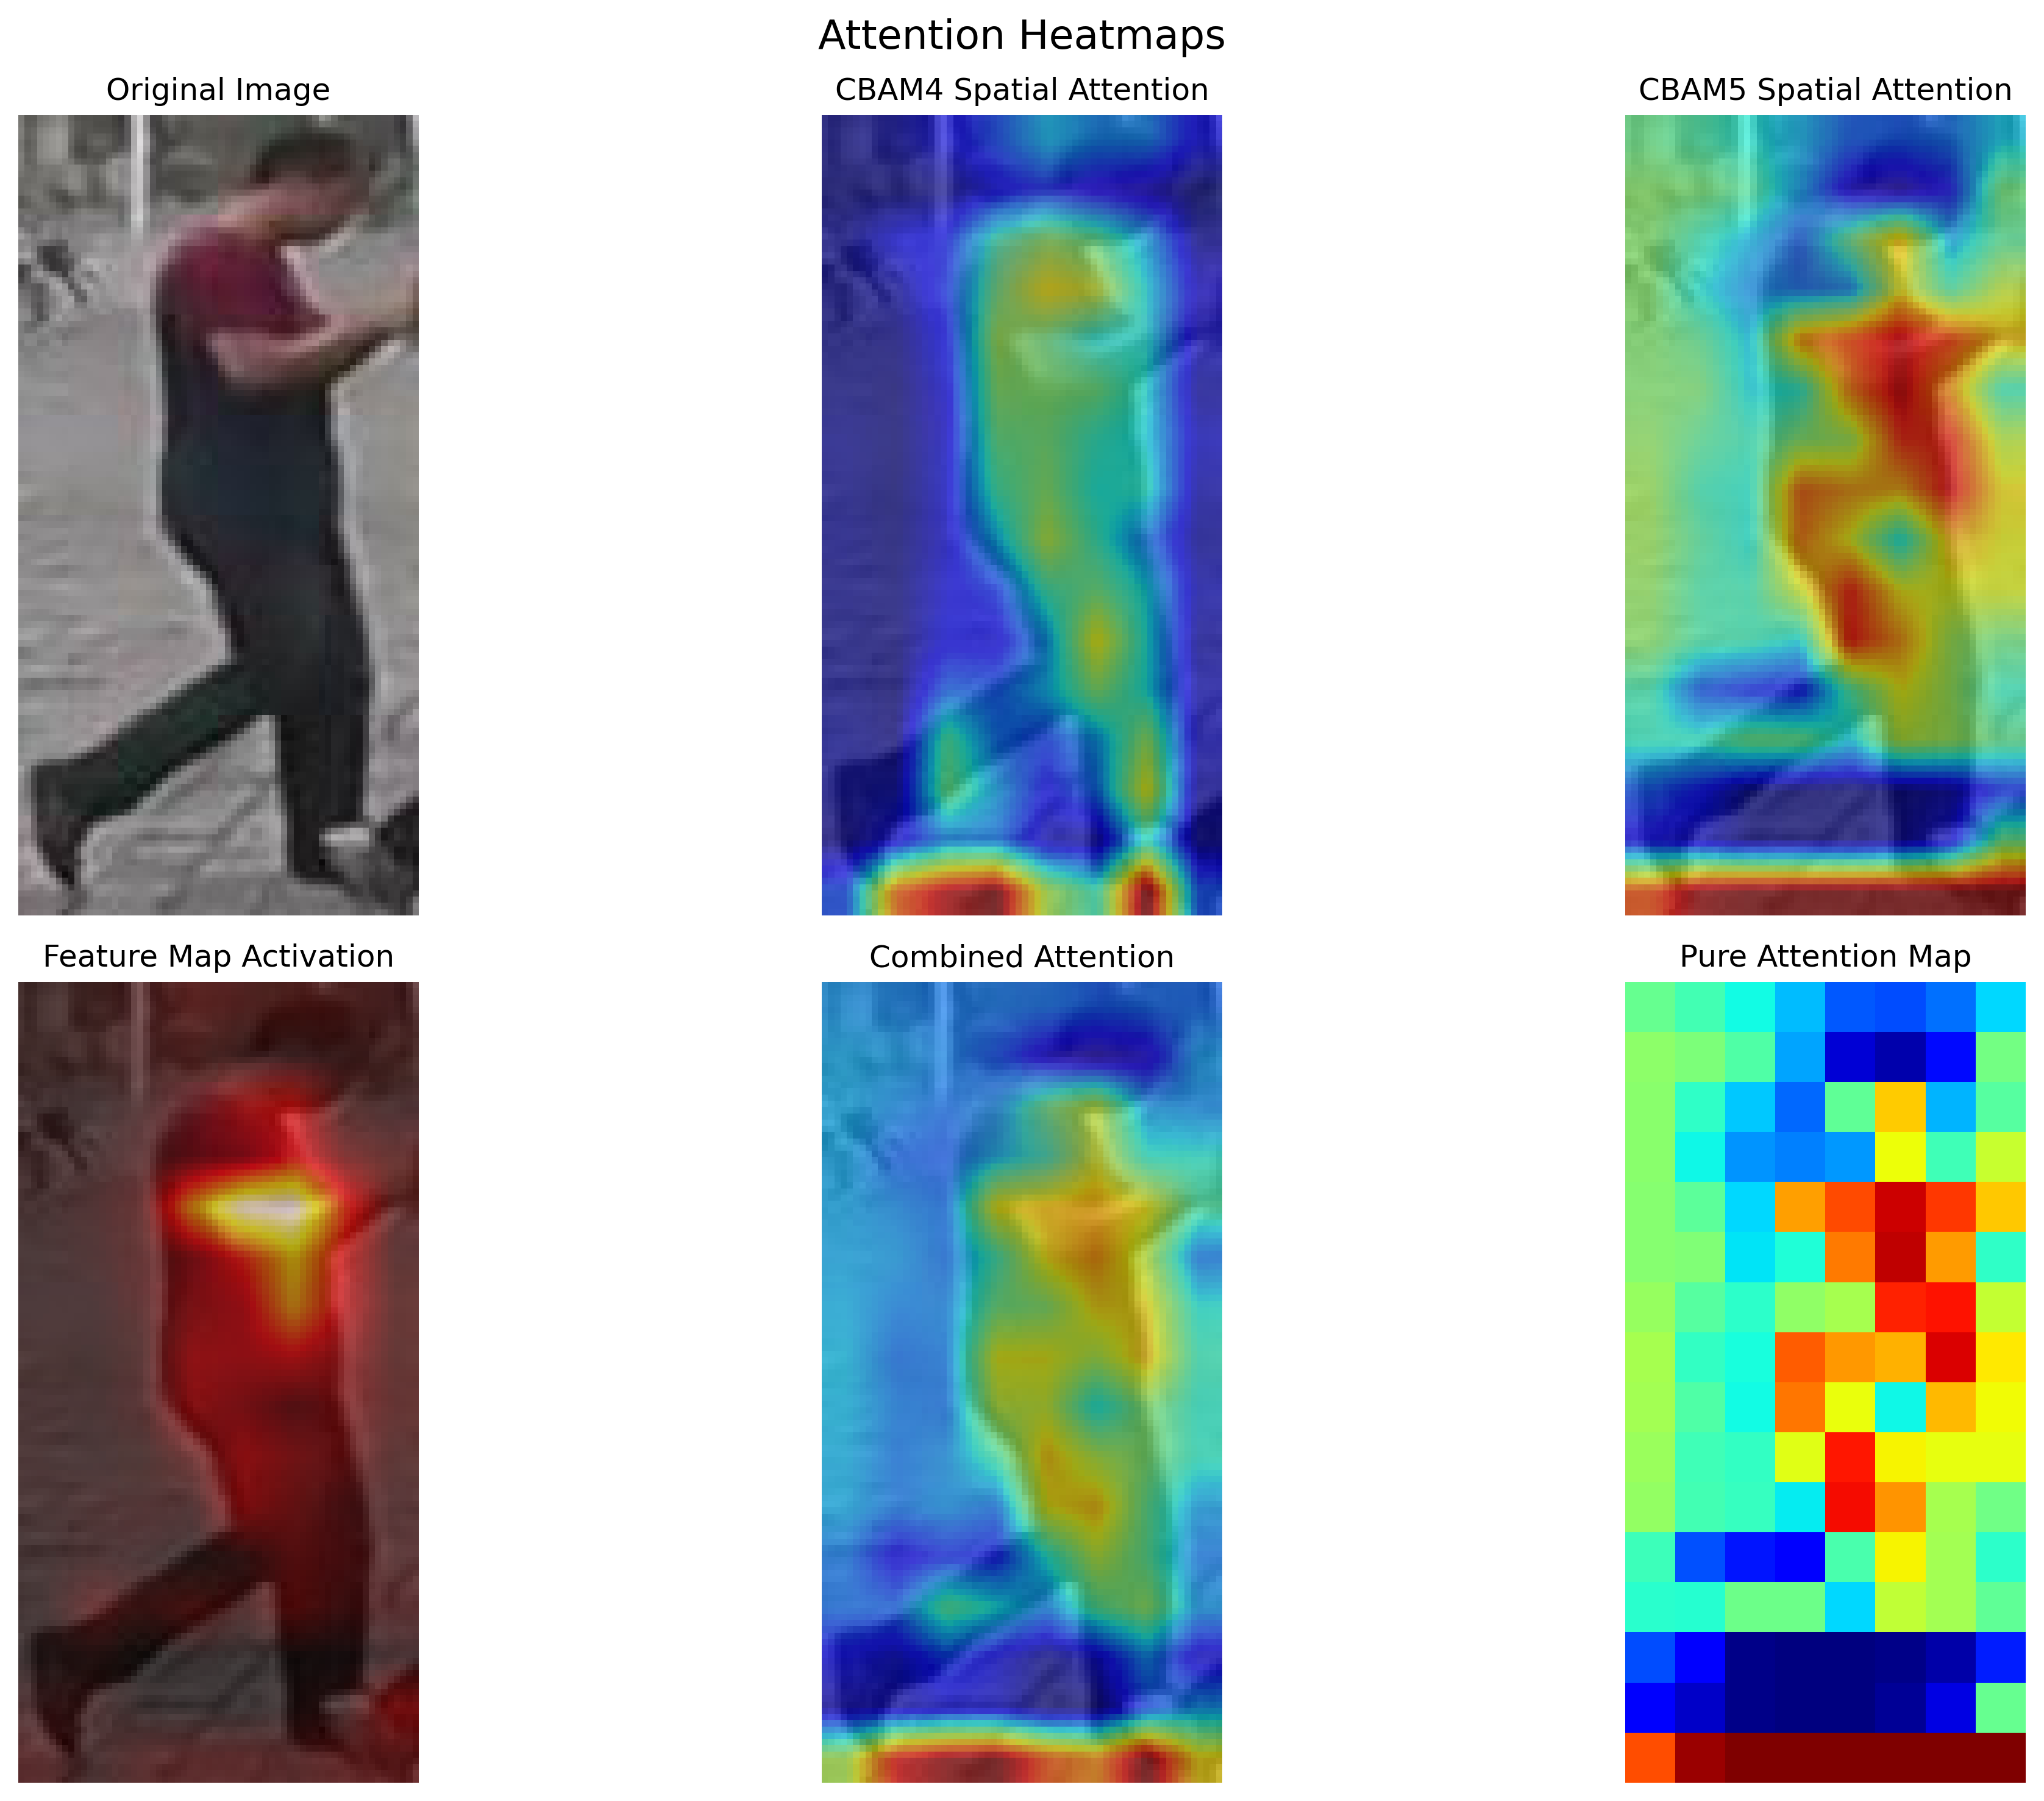 Attention Heatmaps
Original Image
CBAM4 Spatial Attention
CBAM5 Spatial Attention
Feature Map Activation
Combined Attention
Pure Attention Map